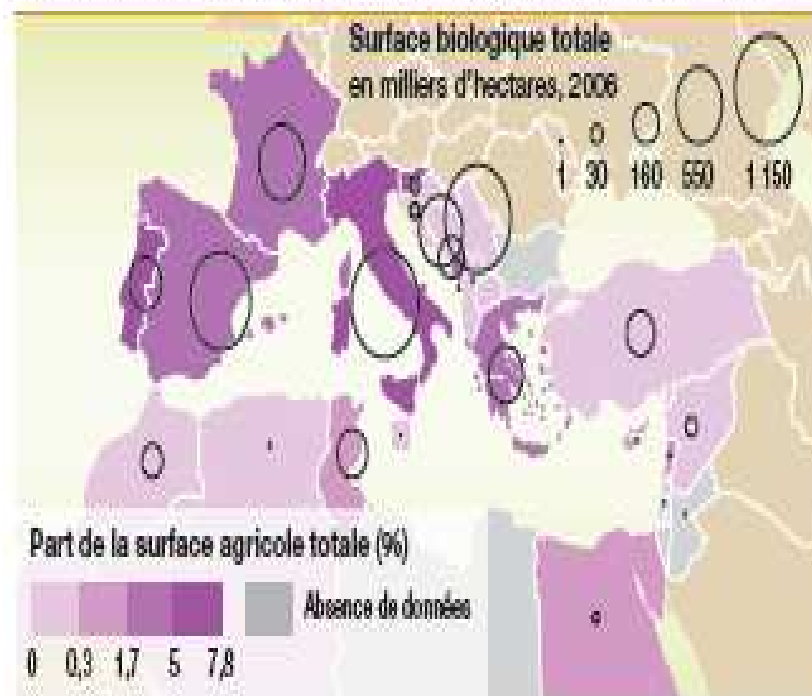 Surface biologique totale
en milliers d'hectares, 2006
1 30 160 550 1 150
Part de la surface agricole totale (%)
Absence de données
0 0,3 1,7 5 7,8